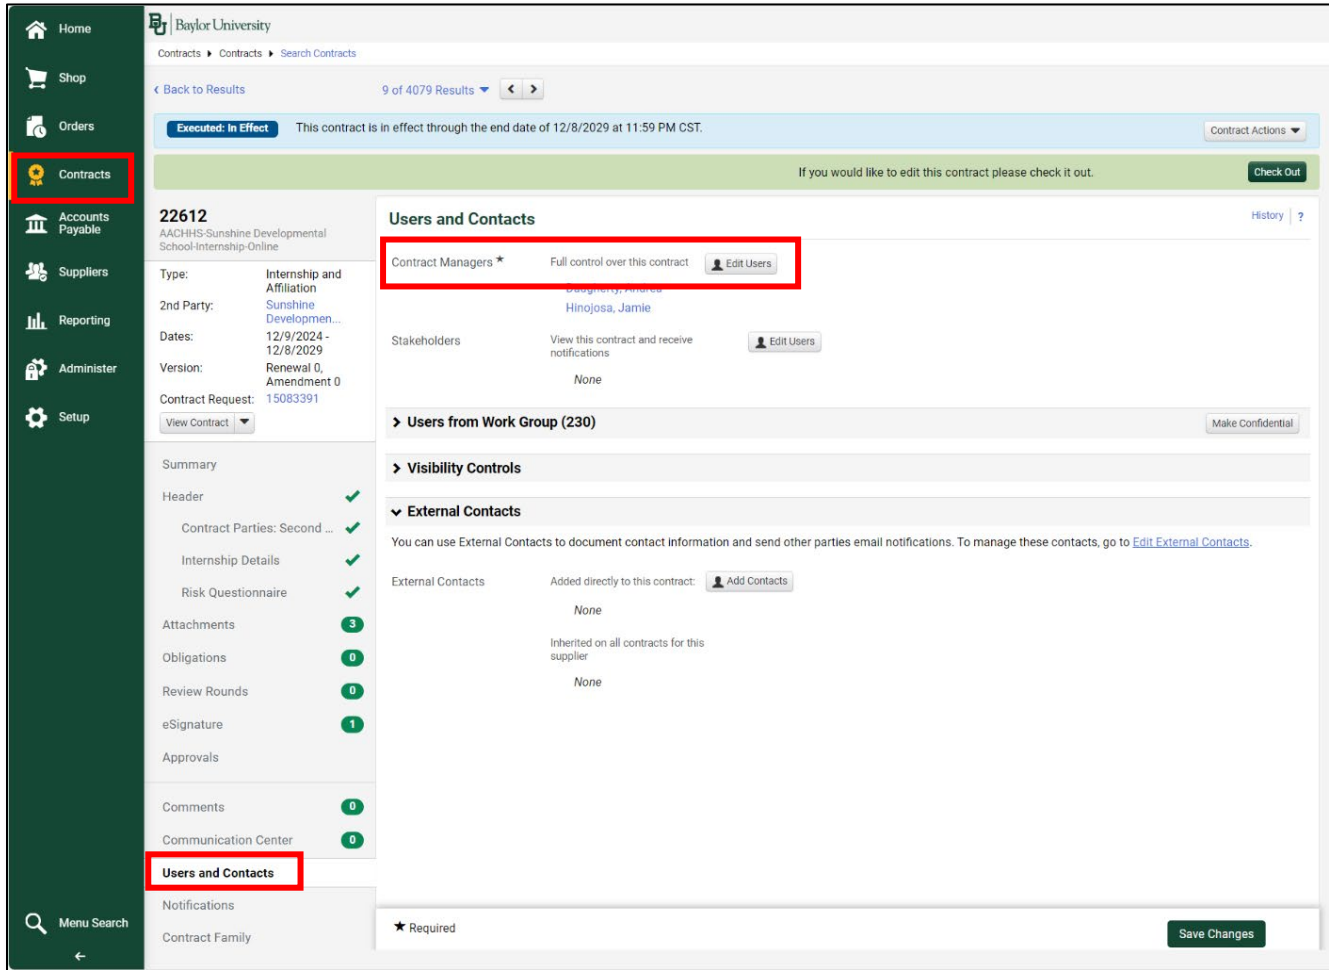 Home
Shop
Orders
Contracts
Accounts
Payable
Suppliers
Reporting
Administer
Setup
Menu Search
BU Baylor University
Contracts Contracts Search Contracts
Back to Results
9 of 4079 Results
Executed: In Effect This contract is in effect through the end date of 12/8/2029 at 11:59 PM CST.
Contract Actions
If you would like to edit this contract please check it out.
Check Out
22612
AACHHS-Sunshine Developmental
School-Internship-Online
Type: Internship and
Affiliation
2nd Party: Sunshine
Developmen...
Dates: 12/9/2024 -
12/8/2029
Version: Renewal 0,
Amendment 0
Contract Request: 15083391
View Contract
Summary
Header
Contract Parties: Second ...
Internship Details
Risk Questionnaire
Attachments 3
Obligations 0
Review Rounds 0
eSignature 1
Approvals
Comments 0
Communication Center 0
Users and Contacts
Notifications
Contract Family
Users and Contacts
History ?
Contract Managers ★ Full control over this contract Edit Users
Daugherty, Andrea
Hinojosa, Jamie
Stakeholders View this contract and receive
notifications
Edit Users
None
Users from Work Group (230)
Make Confidential
Visibility Controls
External Contacts
You can use External Contacts to document contact information and send other parties email notifications. To manage these contacts, go to Edit External Contacts.
External Contacts Added directly to this contract: Add Contacts
None
Inherited on all contracts for this
supplier
None
★ Required
Save Changes